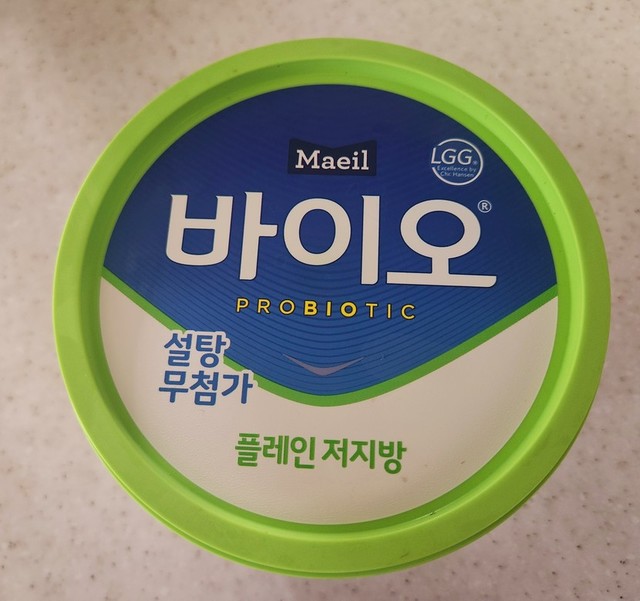 Maeil
LGG®
Excellence by
Chr. Hansen
바이오®
PROBIOTIC
설탕
무첨가
플레인 저지방